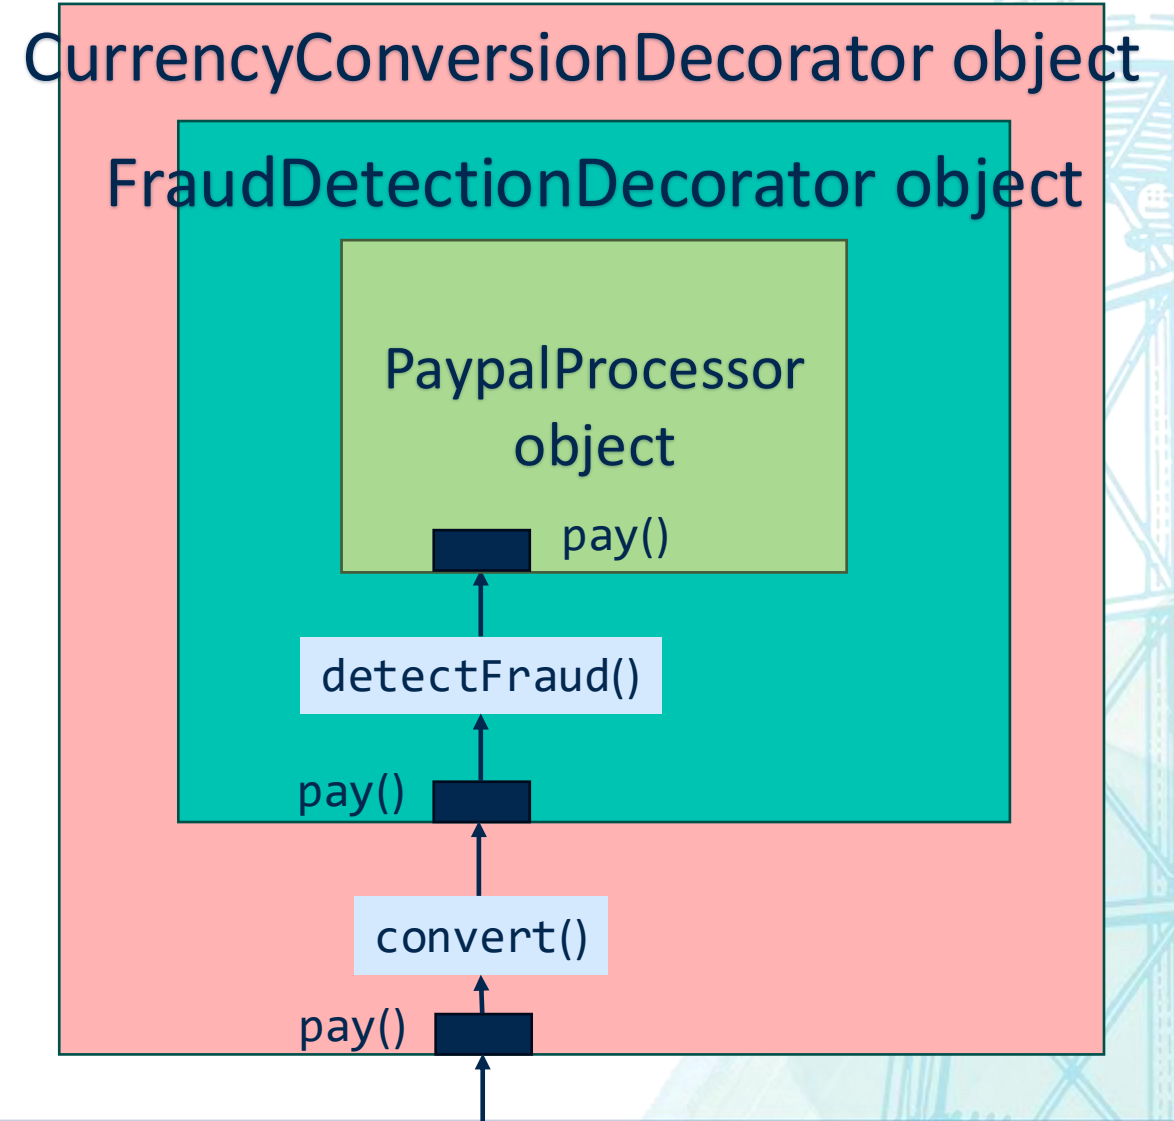 CurrencyConversionDecorator object
FraudDetectionDecorator object
PaypalProcessor
object
pay()
detectFraud()
pay()
convert()
pay()